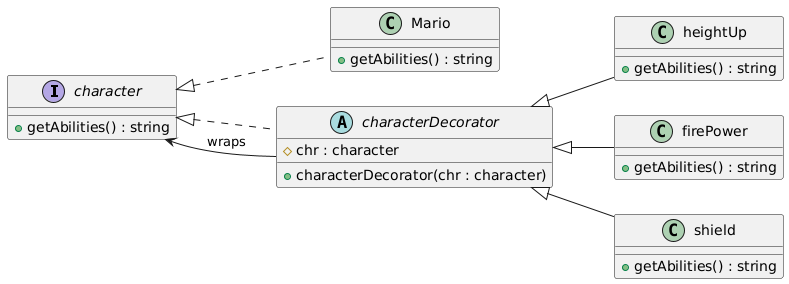 I character
+ getAbilities() : string
C Mario
+ getAbilities() : string
wraps
A characterDecorator
chr : character
characterDecorator(chr : character)
C heightUp
getAbilities() : string
C firePower
getAbilities() : string
C shield
getAbilities() : string